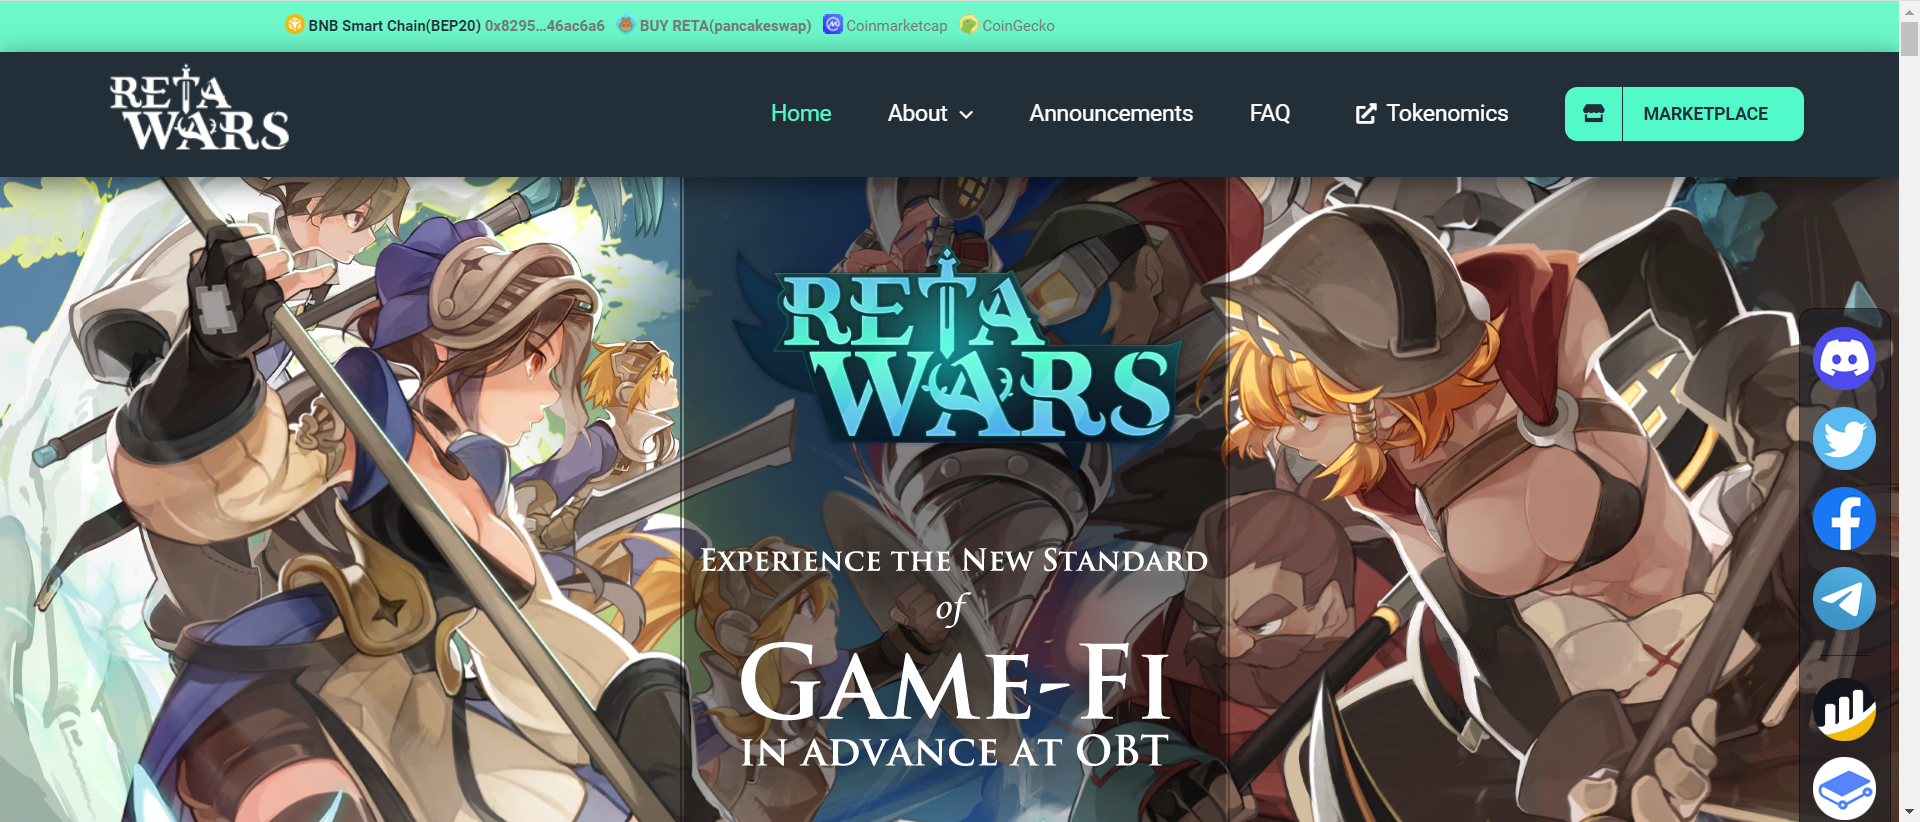 BNB Smart Chain(BEP20) 0x8295...46ac6a6 BUY RETA(pancakeswap) Coinmarketcap CoinGecko
RETA
WARS
Home About Announcements FAQ Tokenomics MARKETPLACE
RETA
WARS
EXPERIENCE THE NEW STANDARD
of
GAME-FI
IN ADVANCE AT OBT